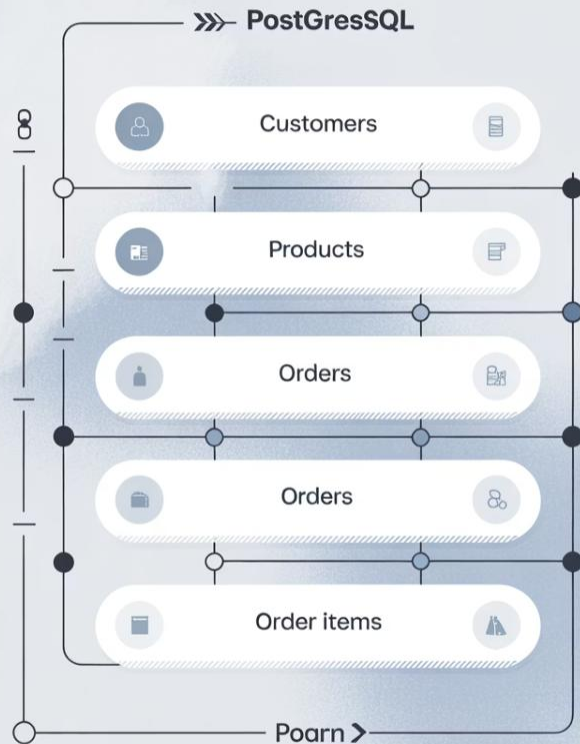 PostGresSQL
Customers
Products
Orders
Orders
Order items
Poarn